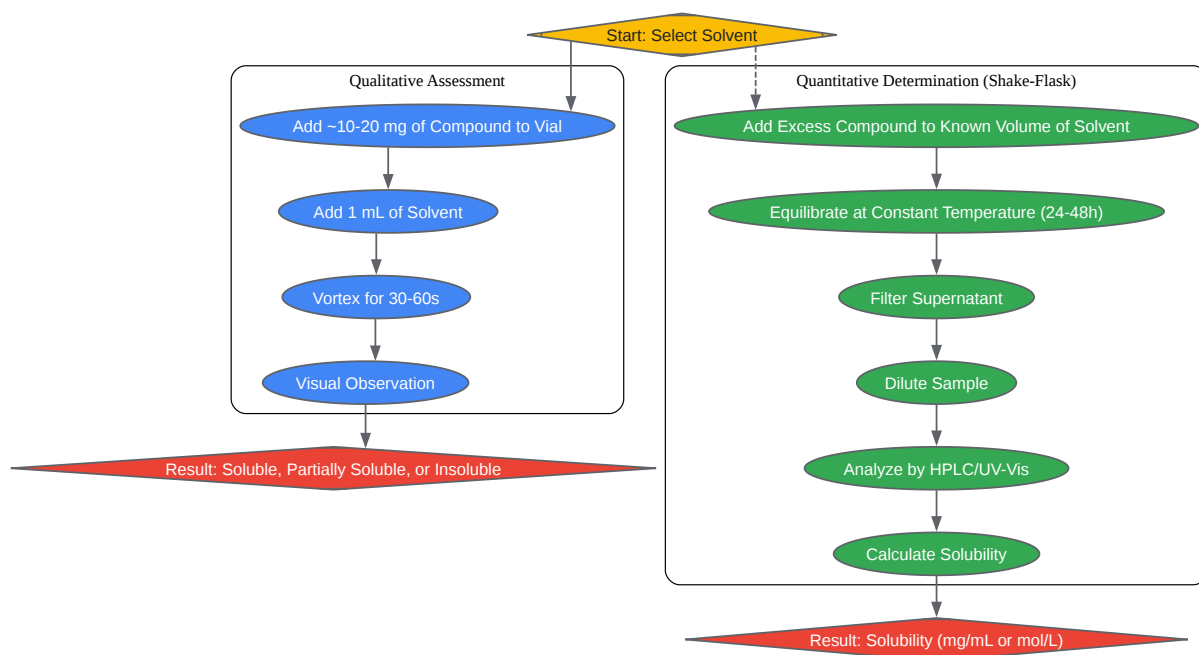 Start: Select Solvent
Qualitative Assessment
Add ~10-20 mg of Compound to Vial
Add 1 mL of Solvent
Vortex for 30-60s
Visual Observation
Result: Soluble, Partially Soluble, or Insoluble
Quantitative Determination (Shake-Flask)
Add Excess Compound to Known Volume of Solvent
Equilibrate at Constant Temperature (24-48h)
Filter Supernatant
Dilute Sample
Analyze by HPLC/UV-Vis
Calculate Solubility
Result: Solubility (mg/mL or mol/L)